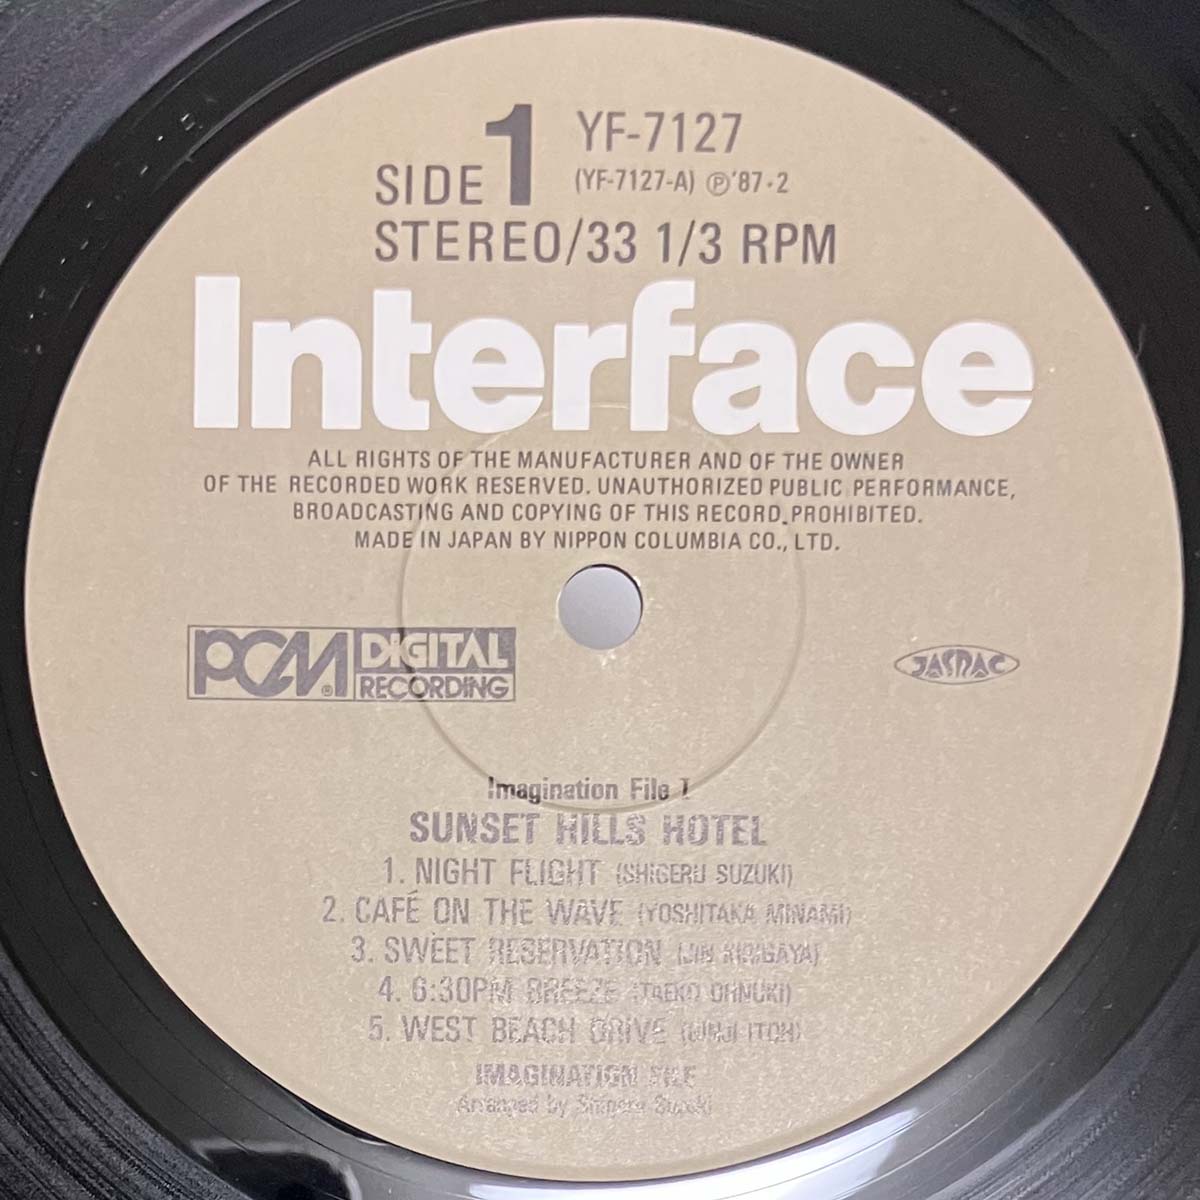 SIDE 1 YF-7127
(YF-7127-A) Ⓟ'87・2
STEREO/33 1/3 RPM
Interface
ALL RIGHTS OF THE MANUFACTURER AND OF THE OWNER
OF THE RECORDED WORK RESERVED. UNAUTHORIZED PUBLIC PERFORMANCE,
BROADCASTING AND COPYING OF THIS RECORD PROHIBITED.
MADE IN JAPAN BY NIPPON COLUMBIA CO., LTD.
PCM® DIGITAL
RECORDING
JASRAC
Imagination File I
SUNSET HILLS HOTEL
1. NIGHT FLIGHT (SHIGERU SUZUKI)
2. CAFÉ ON THE WAVE (YOSHITAKA MINAMI)
3. SWEET RESERVATION (JIN KIRIGAYA)
4. 6:30PM BREEZE (TAEKO OHNUKI)
5. WEST BEACH DRIVE (GINJI ITOH)
IMAGINATION FILE
Arranged by Shigeru Suzuki